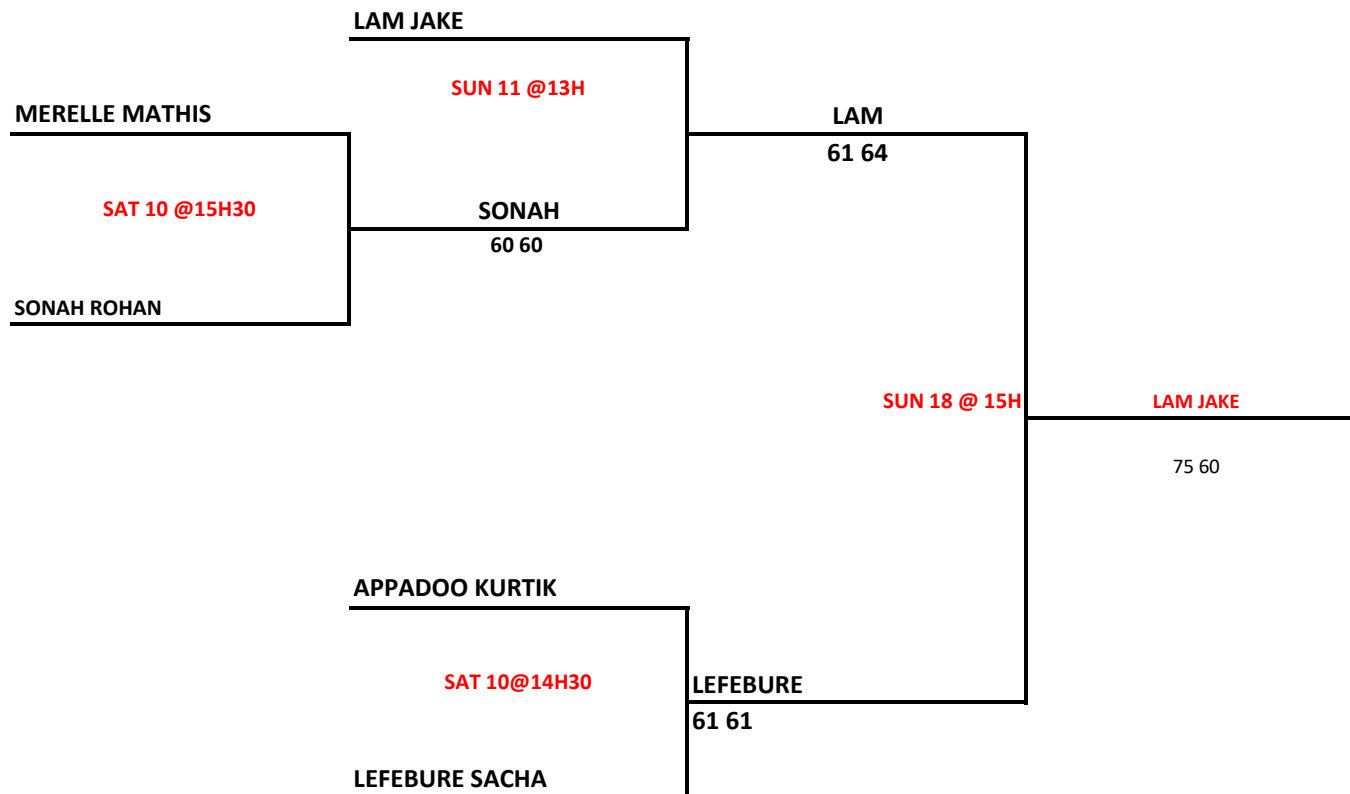 LAM JAKE
SUN 11 @13H
MERELLE MATHIS
LAM
61 64
SAT 10 @15H30
SONAH
60 60
SONAH ROHAN
SUN 18 @ 15H
LAM JAKE
75 60
APPADOO KURTIK
SAT 10@14H30
LEFEBURE
61 61
LEFEBURE SACHA